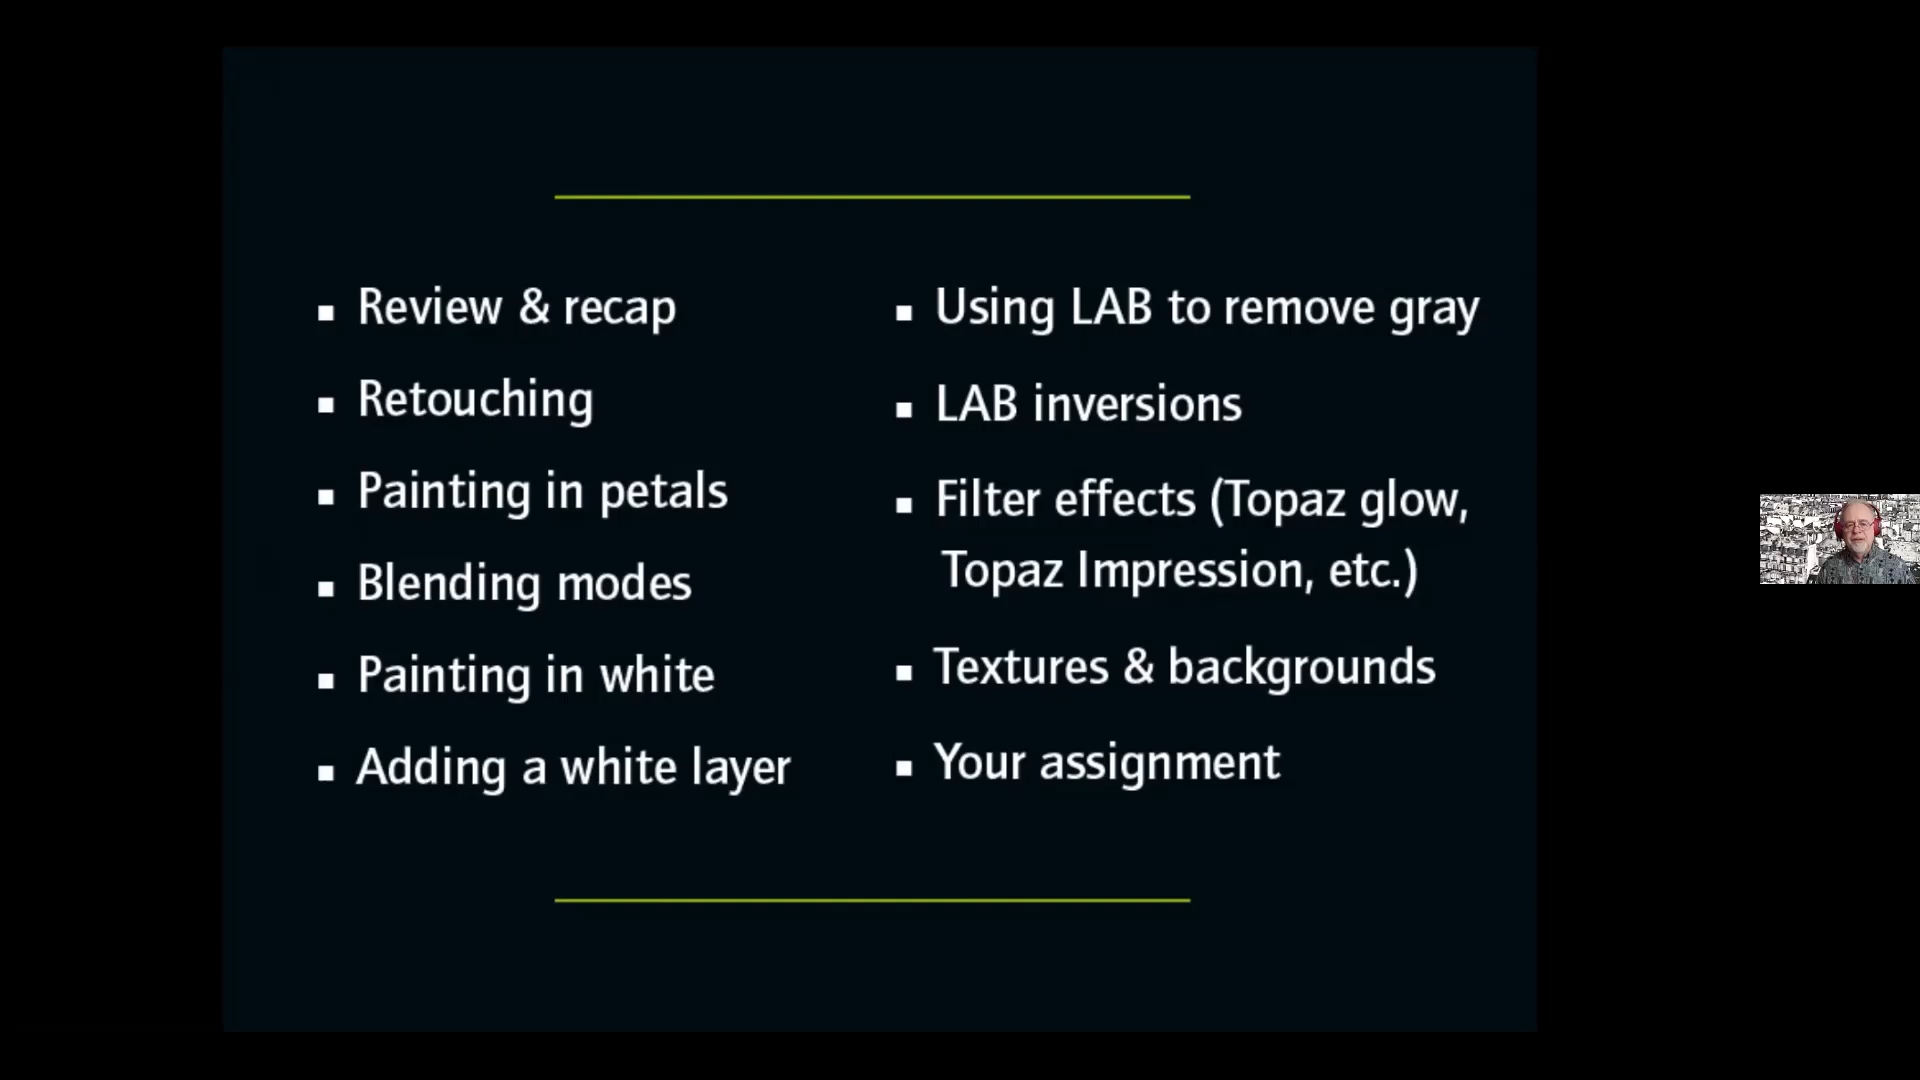 Review & recap
Retouching
Painting in petals
Blending modes
Painting in white
Adding a white layer
Using LAB to remove gray
LAB inversions
Filter effects (Topaz glow,
Topaz Impression, etc.)
Textures & backgrounds
Your assignment